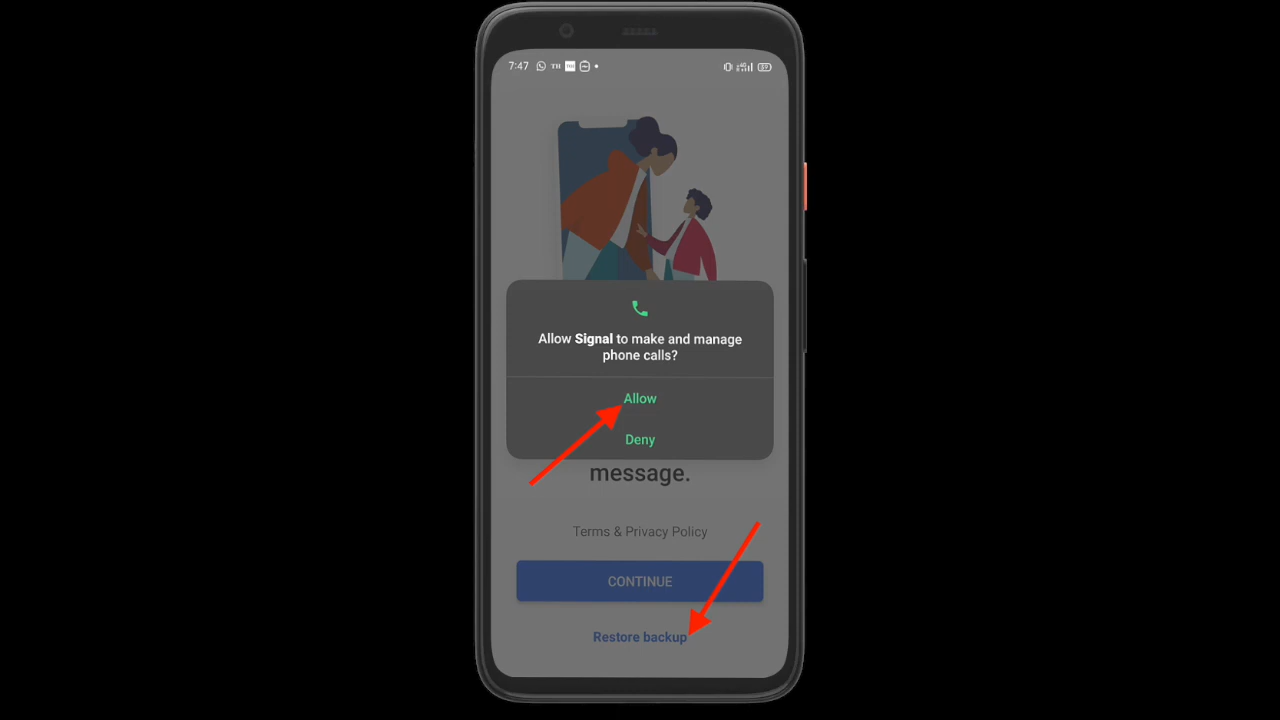 7:47
Allow Signal to make and manage
phone calls?
Allow
Deny
message.
Terms & Privacy Policy
CONTINUE
Restore backup